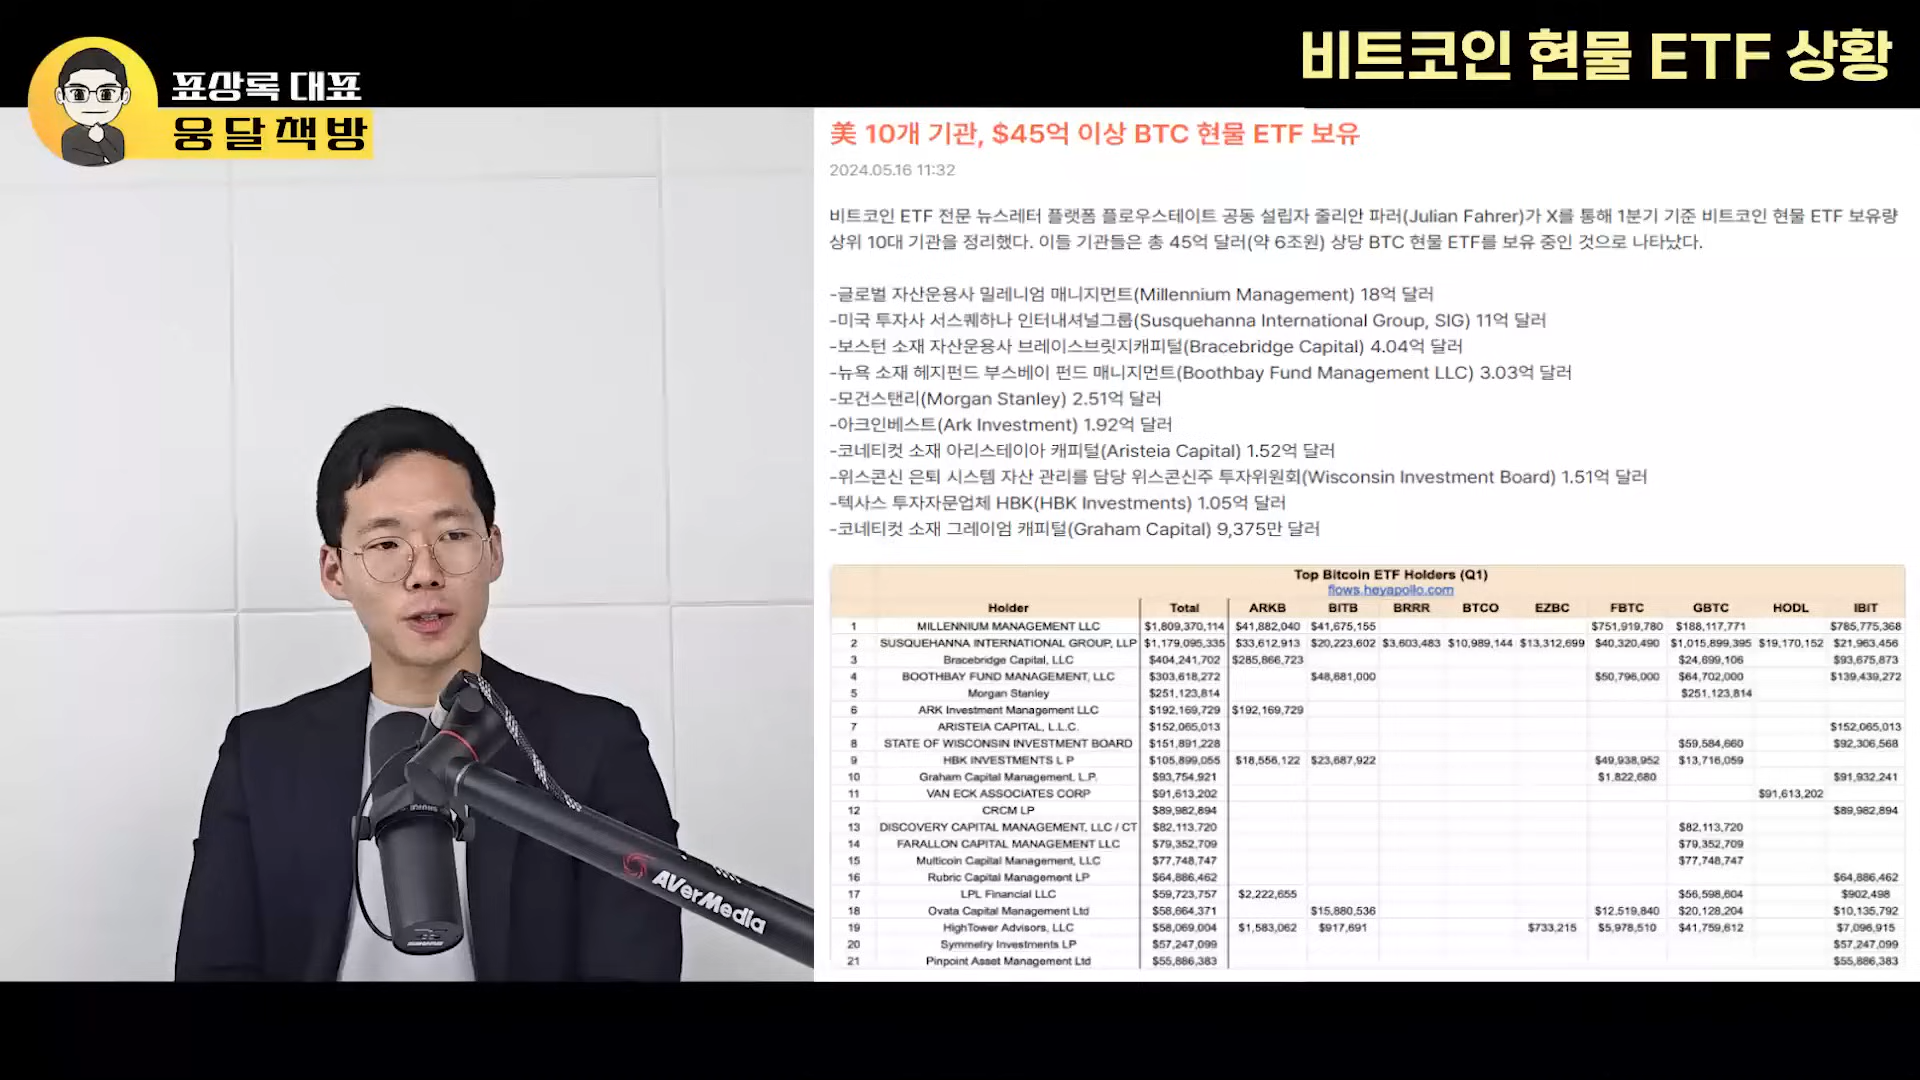 비트코인 현물 ETF 상황
표상록 대표
웅달책방
美 10개 기관, $45억 이상 BTC 현물 ETF 보유
2024.05.16 11:32
비트코인 ETF 전문 뉴스레터 플랫폼 플로우스테이트 공동 설립자 줄리안 파러(Julian Fahrer)가 X를 통해 1분기 기준 비트코인 현물 ETF 보유량
상위 10대 기관을 정리했다. 이들 기관들은 총 45억 달러(약 6조원) 상당 BTC 현물 ETF를 보유 중인 것으로 나타났다.
-글로벌 자산운용사 밀레니엄 매니지먼트(Millennium Management) 18억 달러
-미국 투자사 서스퀘하나 인터내셔널그룹(Susquehanna International Group, SIG) 11억 달러
-보스턴 소재 자산운용사 브레이스브릿지캐피털(Bracebridge Capital) 4.04억 달러
-뉴욕 소재 헤지펀드 부스베이 펀드 매니지먼트(Boothbay Fund Management LLC) 3.03억 달러
-모건스탠리(Morgan Stanley) 2.51억 달러
-아크인베스트(Ark Investment) 1.92억 달러
-코네티컷 소재 아리스테이아 캐피털(Aristeia Capital) 1.52억 달러
-위스콘신 은퇴 시스템 자산 관리를 담당 위스콘신주 투자위원회(Wisconsin Investment Board) 1.51억 달러
-텍사스 투자자문업체 HBK(HBK Investments) 1.05억 달러
-코네티컷 소재 그레이엄 캐피털(Graham Capital) 9,375만 달러
Top Bitcoin ETF Holders (Q1)
flows.heyapollo.com
Holder Total ARKB BITB BRRR BTCO EZBC FBTC GBTC HODL IBIT
1 MILLENNIUM MANAGEMENT LLC $1,809,370,114 $41,882,040 $41,675,155 $751,919,780 $188,117,771 $785,775,368
2 SUSQUEHANNA INTERNATIONAL GROUP, LLP $1,179,095,335 $33,612,913 $20,223,602 $3,603,483 $10,989,144 $13,312,699 $40,320,490 $1,015,899,395 $19,170,152 $21,963,456
3 Bracebridge Capital, LLC $404,241,702 $285,866,723 $24,699,106 $93,675,873
4 BOOTHBAY FUND MANAGEMENT, LLC $303,618,272 $48,681,000 $50,796,000 $64,702,000 $139,439,272
5 Morgan Stanley $251,123,814 $251,123,814
6 ARK Investment Management LLC $192,169,729 $192,169,729
7 ARISTEIA CAPITAL, L.L.C. $152,065,013 $152,065,013
8 STATE OF WISCONSIN INVESTMENT BOARD $151,891,228 $59,584,660 $92,306,568
9 HBK INVESTMENTS L P $105,899,055 $18,556,122 $23,687,922 $49,938,952 $13,716,059
10 Graham Capital Management, L.P. $93,754,921 $1,822,680 $91,932,241
11 VAN ECK ASSOCIATES CORP $91,613,202 $91,613,202
12 CRCM LP $89,982,894 $89,982,894
13 DISCOVERY CAPITAL MANAGEMENT, LLC / CT $82,113,720 $82,113,720
14 FARALLON CAPITAL MANAGEMENT LLC $79,352,709 $79,352,709
15 Multicoin Capital Management, LLC $77,748,747 $77,748,747
16 Rubric Capital Management LP $64,886,462 $64,886,462
17 LPL Financial LLC $59,723,757 $2,222,655 $56,598,604 $902,498
18 Ovata Capital Management Ltd $58,664,371 $15,880,536 $12,519,840 $20,128,204 $10,135,792
19 HighTower Advisors, LLC $58,069,004 $1,583,062 $917,691 $733,215 $5,978,510 $41,759,612 $7,096,915
20 Symmetry Investments LP $57,247,099 $57,247,099
21 Pinpoint Asset Management Ltd $55,886,383 $55,886,383
AVerMedia